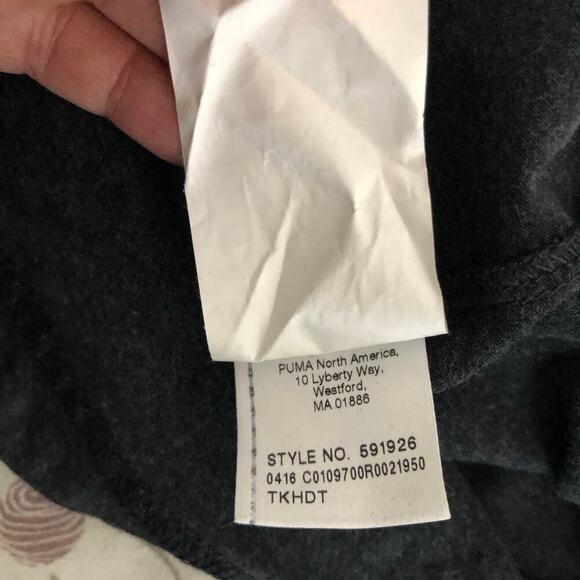 PUMA North America,
10 Lyberty Way,
Westford,
MA 01886
STYLE NO. 591926
0416 C0109700R0021950
TKHDT